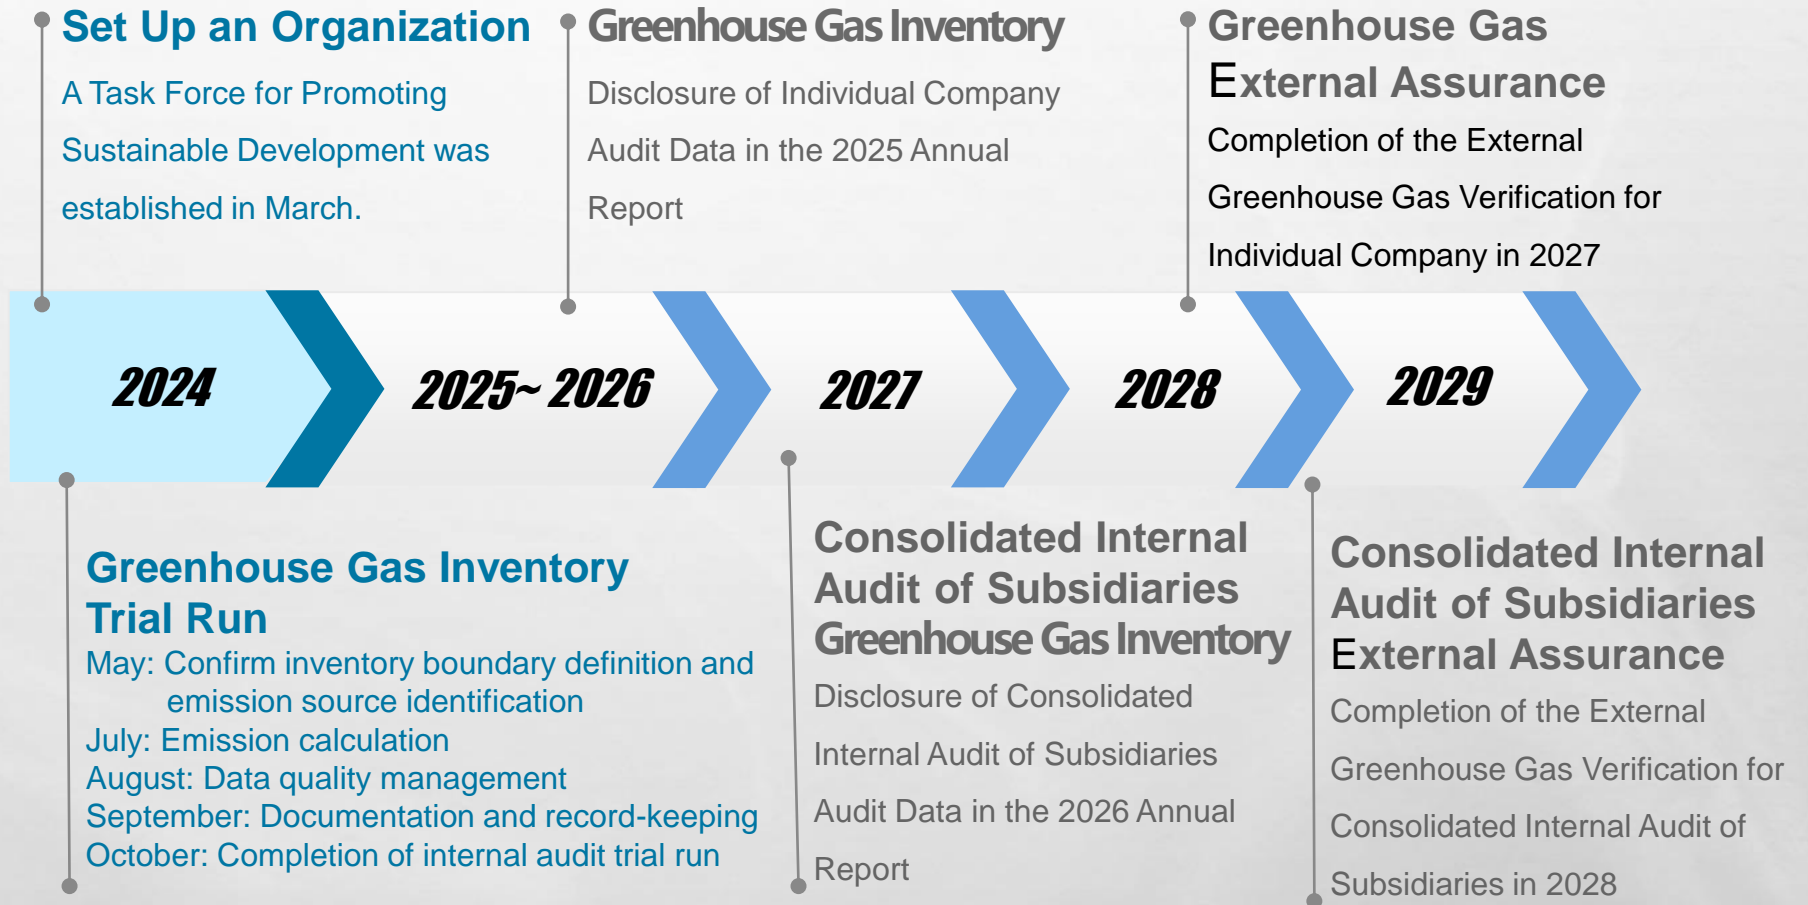 Set Up an Organization
A Task Force for Promoting
Sustainable Development was
established in March.
Greenhouse Gas Inventory
Disclosure of Individual Company
Audit Data in the 2025 Annual
Report
Greenhouse Gas
External Assurance
Completion of the External
Greenhouse Gas Verification for
Individual Company in 2027
2024
2025~ 2026
2027
2028
2029
Greenhouse Gas Inventory
Trial Run
May: Confirm inventory boundary definition and
emission source identification
July: Emission calculation
August: Data quality management
September: Documentation and record-keeping
October: Completion of internal audit trial run
Consolidated Internal
Audit of Subsidiaries
Greenhouse Gas Inventory
Disclosure of Consolidated
Internal Audit of Subsidiaries
Audit Data in the 2026 Annual
Report
Consolidated Internal
Audit of Subsidiaries
External Assurance
Completion of the External
Greenhouse Gas Verification for
Consolidated Internal Audit of
Subsidiaries in 2028